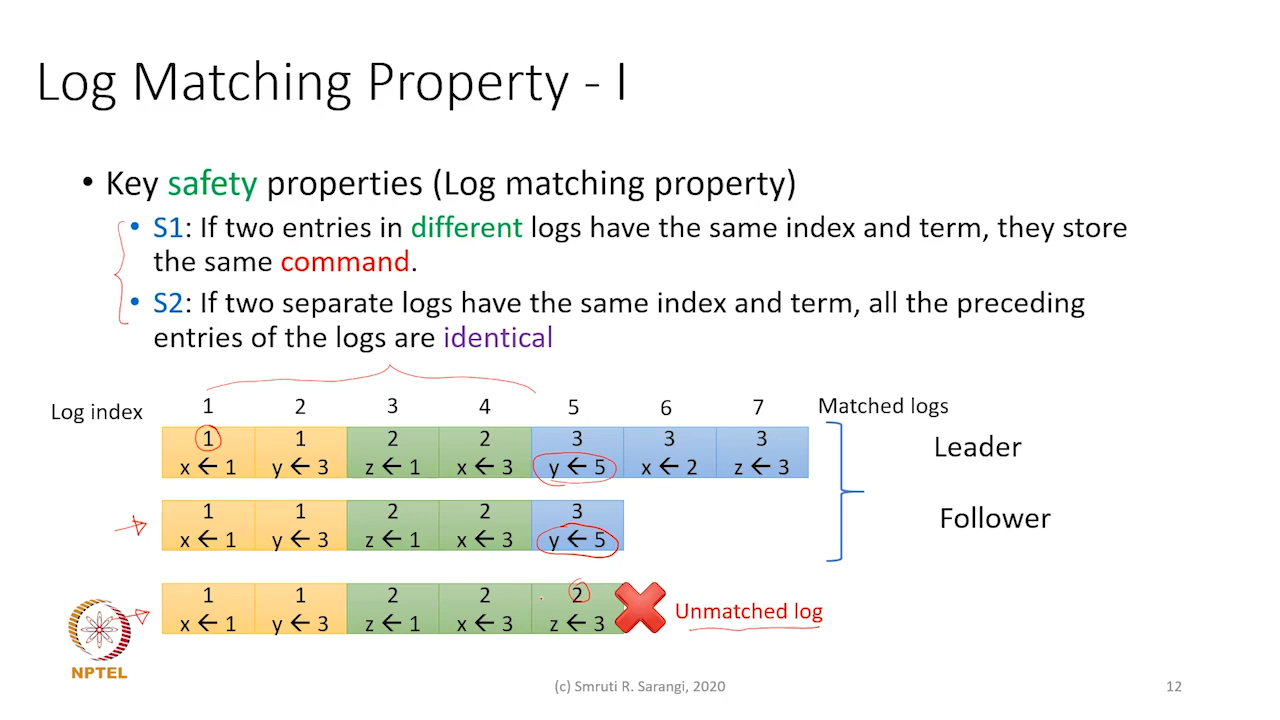 Log Matching Property - I
• Key safety properties (Log matching property)
• S1: If two entries in different logs have the same index and term, they store
the same command.
• S2: If two separate logs have the same index and term, all the preceding
entries of the logs are identical
Log index 1 2 3 4 5 6 7 Matched logs
1 1 2 2 3 3 3
x ← 1 y ← 3 z ← 1 x ← 3 y ← 5 x ← 2 z ← 3
Leader
1 1 2 2 3
x ← 1 y ← 3 z ← 1 x ← 3 y ← 5
Follower
1 1 2 2 2
x ← 1 y ← 3 z ← 1 x ← 3 z ← 3
Unmatched log
NPTEL
(c) Smruti R. Sarangi, 2020
12